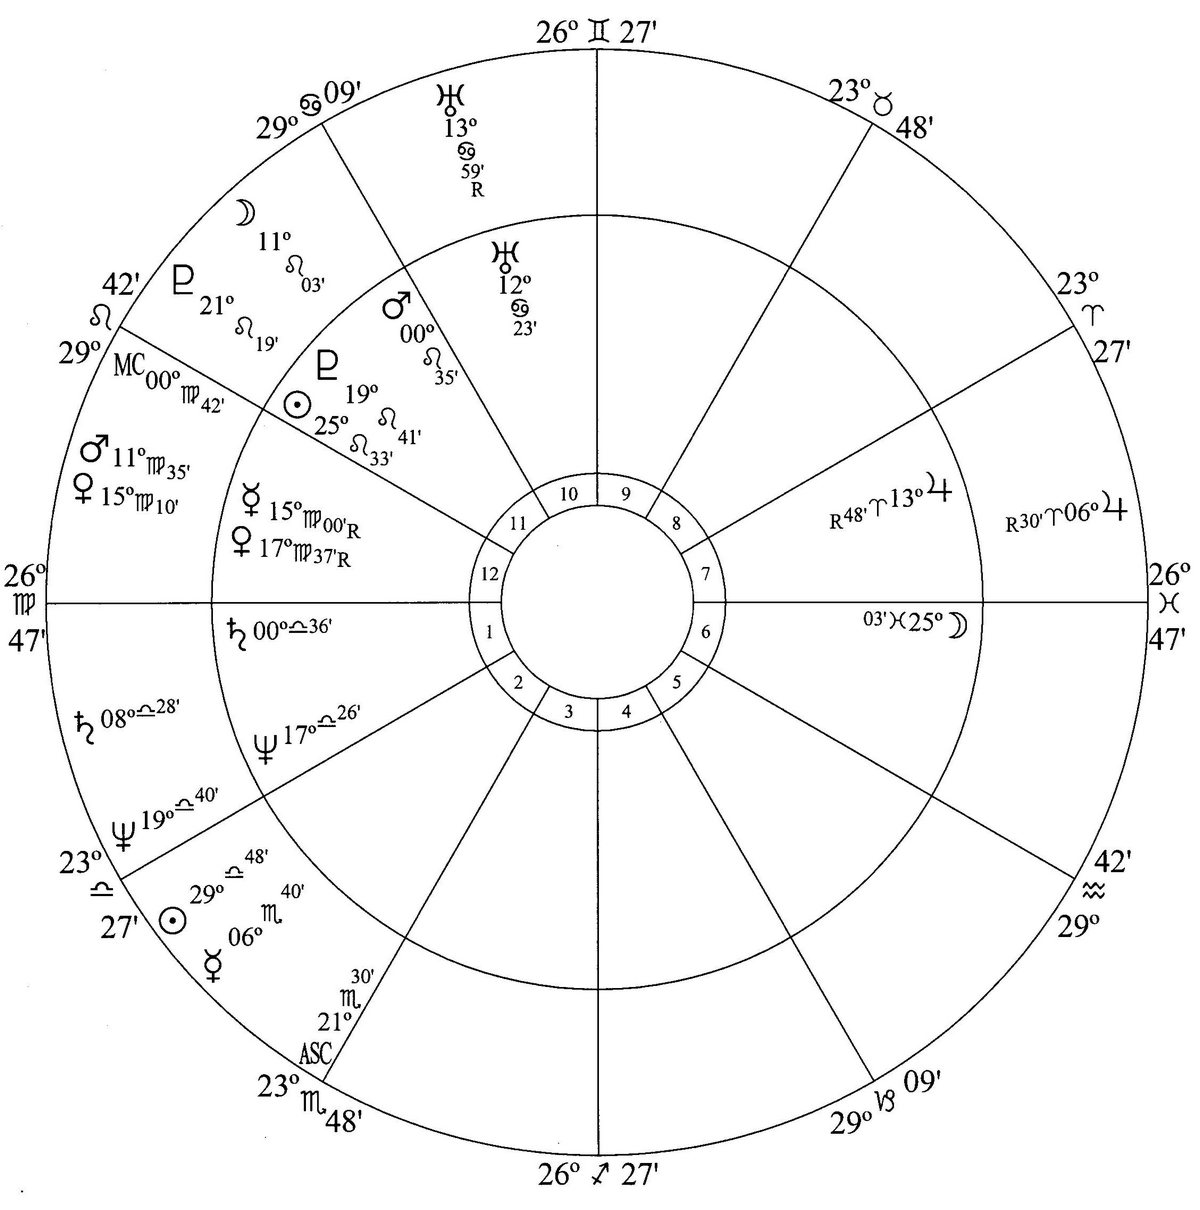 26° ♊ 27'
29° ♋ 09'
23° ♉ 48'
♅
13°
♋
59'
R
☽
11°
♌
03'
♇
21°
♌
19'
♅
12°
♋
23'
♂
00°
♌
35'
♇
19°
♌
41'
☉
25°
♌
33'
42'
♌
29°
23°
♈
27'
MC 00° ♍ 42'
♂ 11° ♍ 35'
♀ 15° ♍ 10'
☿ 15° ♍ 00' R
♀ 17° ♍ 37' R
R 48' ♈ 13° ♃
R 30' ♈ 06° ♃
10 9
11 8
12 7
1 6
2 5
3 4
26°
♍
47'
26°
♓
47'
♄ 00° ♎ 36'
03' ♓ 25° ☽
♄ 08° ♎ 28'
♆ 17° ♎ 26'
♆ 19° ♎ 40'
23°
♎
27'
☉ 29° ♎ 48'
☿ 06° ♏ 40'
42'
♒
29°
30'
♏
21°
ASC
23° ♏ 48'
29° ♑ 09'
26° ♐ 27'